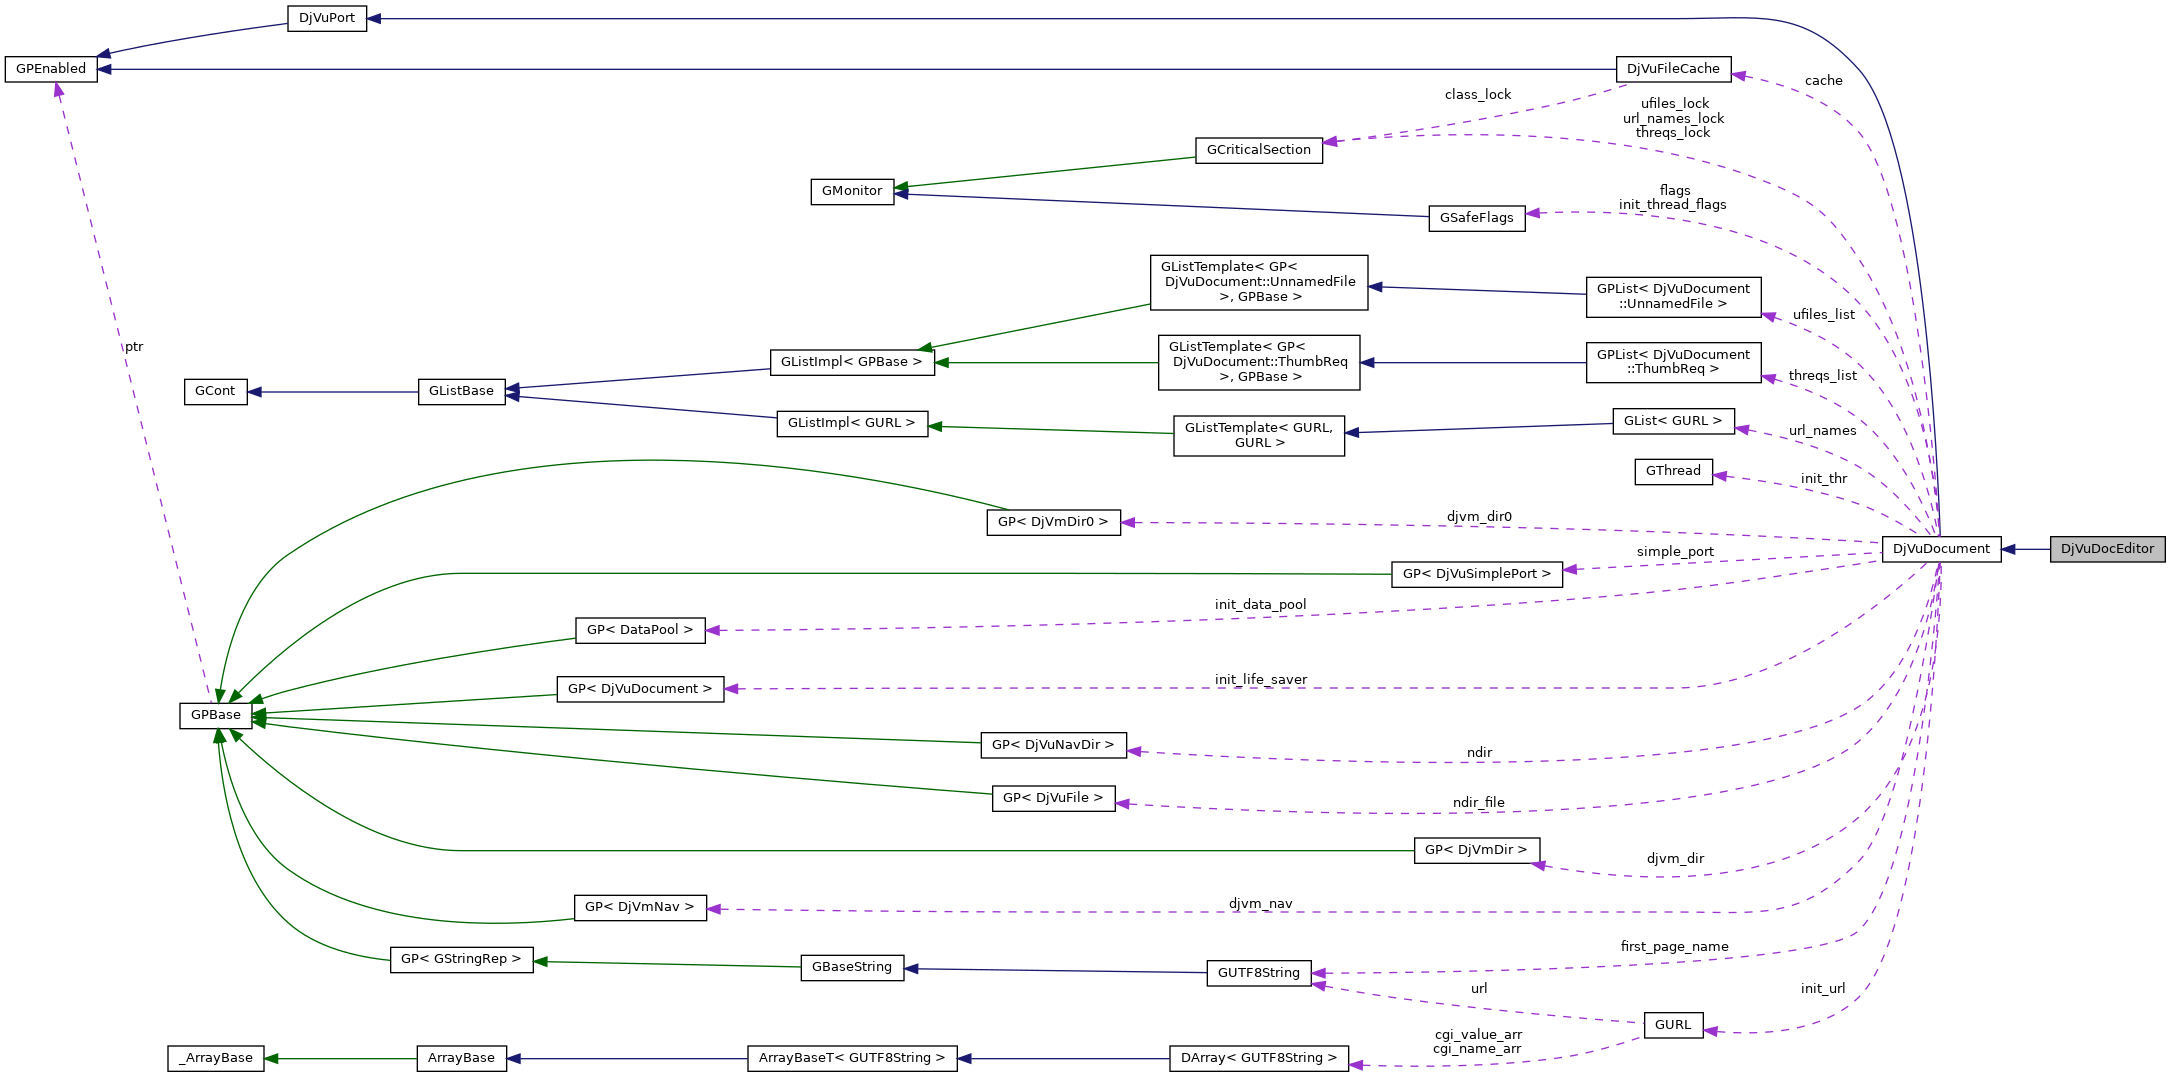 DjVuPort
GPEnabled
DjVuFileCache
cache
class_lock
ufiles_lock
url_names_lock
threqs_lock
GCriticalSection
GMonitor
flags
init_thread_flags
GSafeFlags
GListTemplate< GP<
DjVuDocument::UnnamedFile
>, GPBase >
GPList< DjVuDocument
::UnnamedFile >
ufiles_list
ptr
GListImpl< GPBase >
GListTemplate< GP<
DjVuDocument::ThumbReq
>, GPBase >
GPList< DjVuDocument
::ThumbReq >
threqs_list
GCont
GListBase
GListImpl< GURL >
GListTemplate< GURL,
GURL >
GList< GURL >
url_names
GThread
init_thr
GP< DjVmDir0 >
djvm_dir0
DjVuDocument
DjVuDocEditor
simple_port
GP< DjVuSimplePort >
init_data_pool
GP< DataPool >
GP< DjVuDocument >
init_life_saver
GPBase
GP< DjVuNavDir >
ndir
GP< DjVuFile >
ndir_file
GP< DjVmDir >
djvm_dir
GP< DjVmNav >
djvm_nav
GP< GStringRep >
GBaseString
GUTF8String
first_page_name
url
init_url
GURL
cgi_value_arr
cgi_name_arr
_ArrayBase
ArrayBase
ArrayBaseT< GUTF8String >
DArray< GUTF8String >